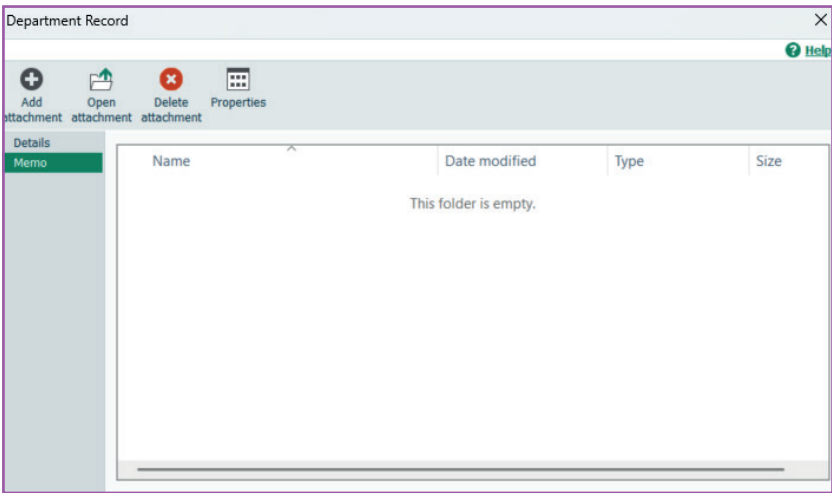 Department Record
Help
Add attachment
Open attachment
Delete attachment
Properties
Details
Memo
Name Date modified Type Size
This folder is empty.